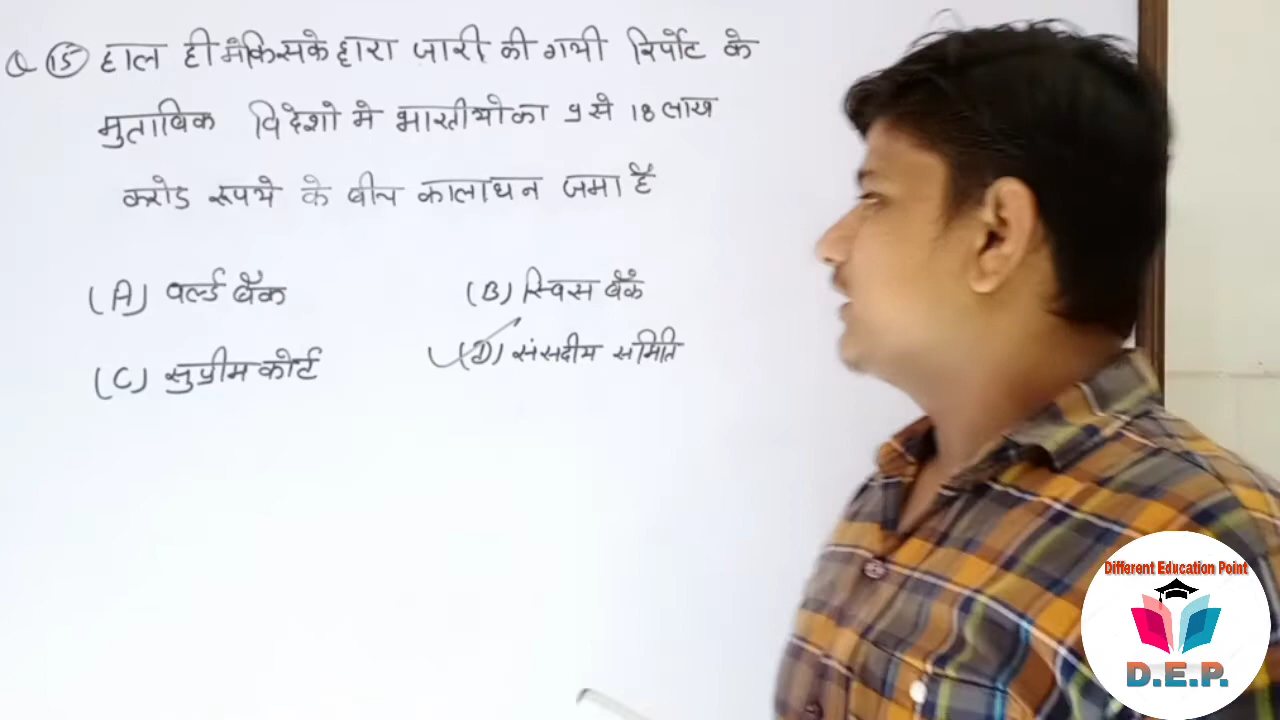 Q (15) हाल ही में किसके द्वारा जारी की गयी रिर्पोट के
मुताबिक विदेशो मे भारतीयो का 9 से 18 लाख
करोड रूपये के बीच कालाधन जमा है
(A) वर्ल्ड बैंक (B) स्विस बैंक
(C) सुप्रीम कोर्ट (D) संसदीय समिति
Different Education Point
D.E.P.